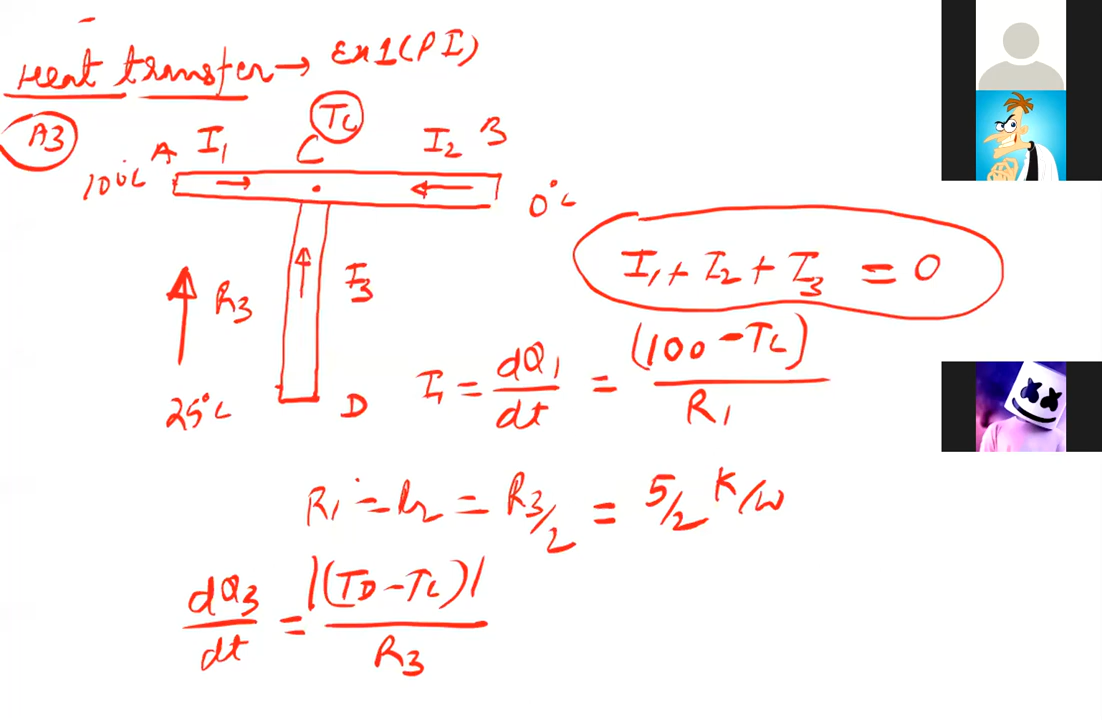 Heat transfer → Ex1(PI)
A3
TC
A I1 C I2 B
100°C
0°C
I1 + I2 + I3 = 0
R3 I3
25°C D
I1 = dQ1/dt = (100 - TC)/R1
R1 = R2 = R3/2 = 5/2 K/W
dQ3/dt = |(TD - TC)|/R3